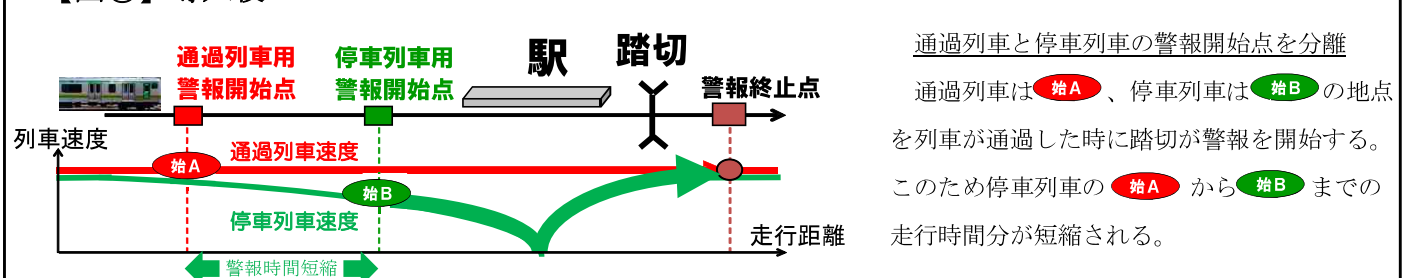 通過列車用
警報開始点
停車列車用
警報開始点
駅
踏切
警報終止点
列車速度
始A
通過列車速度
始B
停車列車速度
走行距離
警報時間短縮
通過列車と停車列車の警報開始点を分離
通過列車は 始A 、停車列車は 始B の地点
を列車が通過した時に踏切が警報を開始する。
このため停車列車の 始A から 始B までの
走行時間分が短縮される。